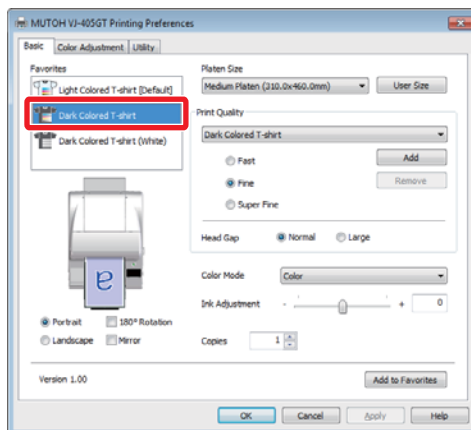 MUTOH VJ-405GT Printing Preferences
Basic Color Adjustment Utility
Favorites
Light Colored T-shirt [Default]
Dark Colored T-shirt
Dark Colored T-shirt (White)
Platen Size
Medium Platen (310.0x460.0mm) User Size
Print Quality
Dark Colored T-shirt
Fast Add
Fine Remove
Super Fine
Head Gap Normal Large
a
Color Mode Color
Ink Adjustment - + 0
Portrait 180° Rotation
Landscape Mirror
Copies 1
Version 1.00 Add to Favorites
OK Cancel Apply Help